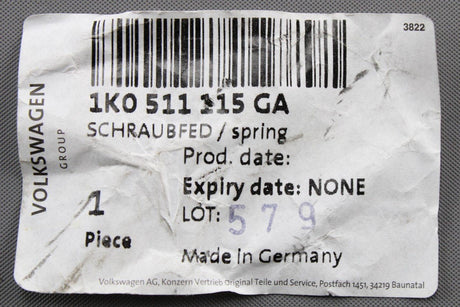 3822
VOLKSWAGEN
GROUP
1K0 511 115 GA
SCHRAUBFED / spring
Prod. date:
Expiry date: NONE
1
LOT: 579
Piece
Made in Germany
Volkswagen AG, Konzern Vertrieb Original Teile und Service, Postfach 1451, 34219 Baunatal